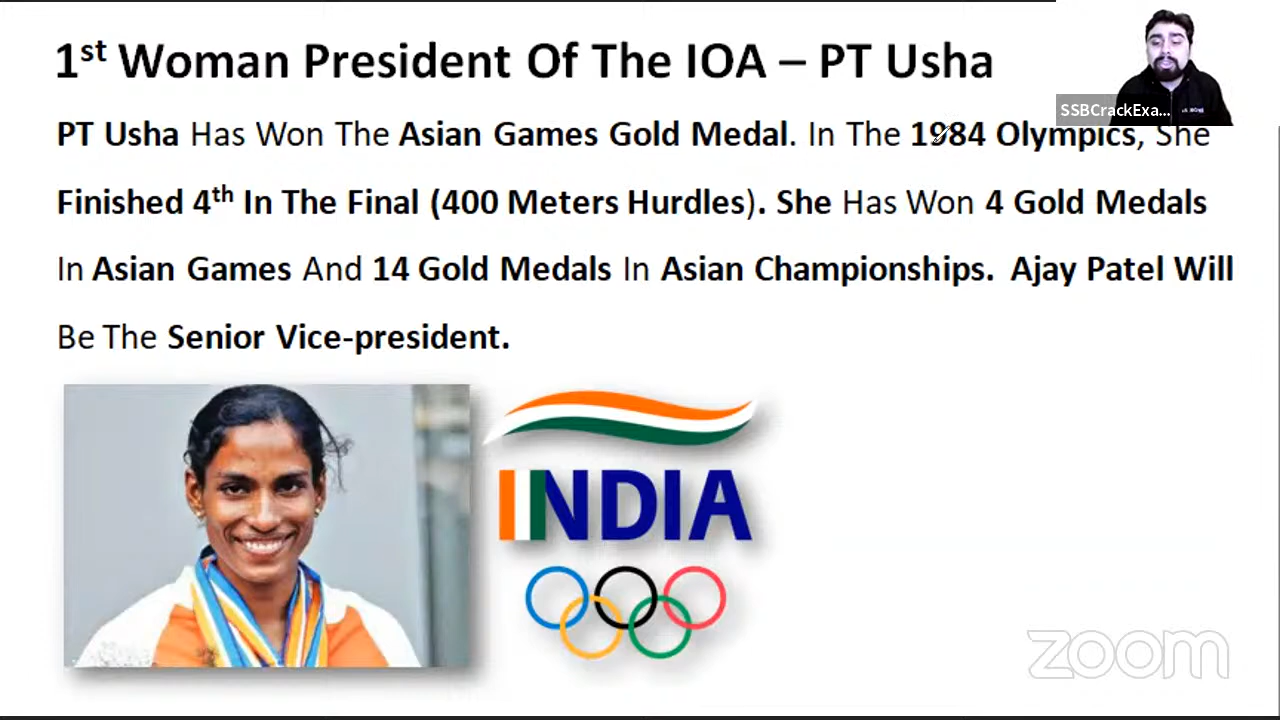 1st Woman President Of The IOA – PT Usha
SSBCrackExa...
PT Usha Has Won The Asian Games Gold Medal. In The 1984 Olympics, She
Finished 4th In The Final (400 Meters Hurdles). She Has Won 4 Gold Medals
In Asian Games And 14 Gold Medals In Asian Championships. Ajay Patel Will
Be The Senior Vice-president.
INDIA
zoom